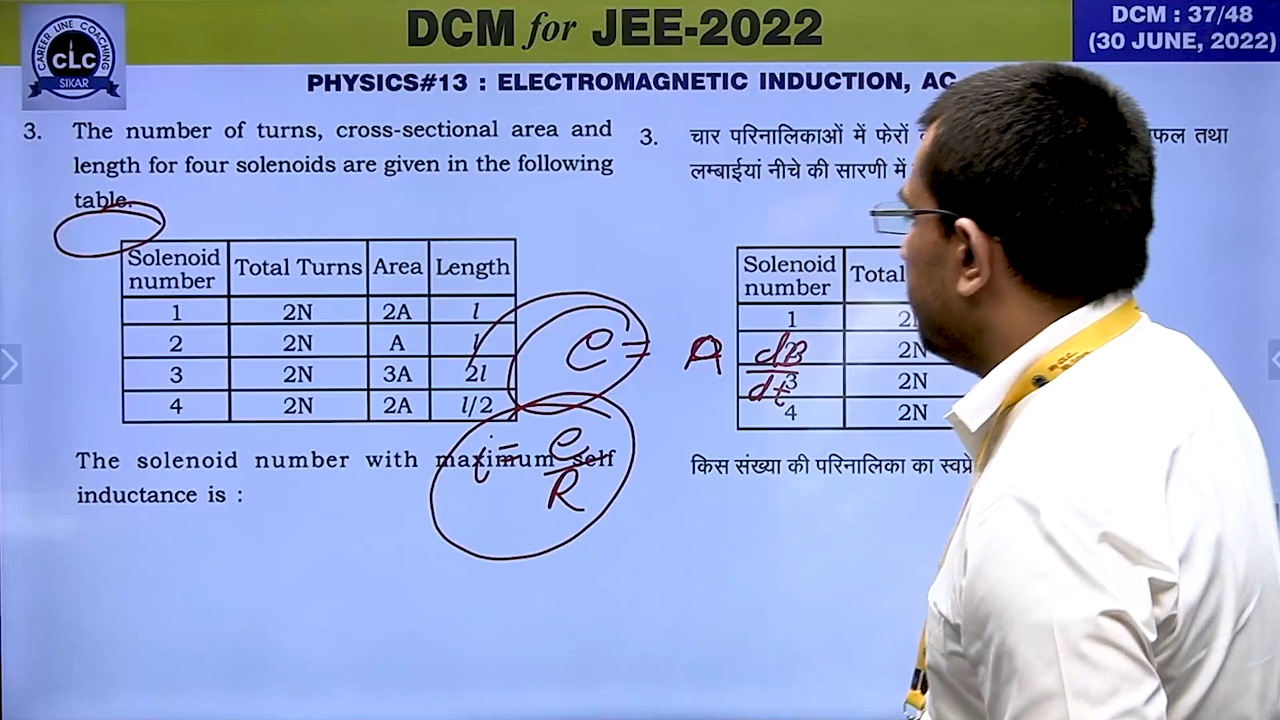 CAREER LINE COACHING
CLC
SIKAR
DCM for JEE-2022
DCM : 37/48
(30 JUNE, 2022)
PHYSICS#13 : ELECTROMAGNETIC INDUCTION, AC
3. The number of turns, cross-sectional area and
length for four solenoids are given in the following
table.
Solenoid number Total Turns Area Length
1 2N 2A l
2 2N A l
3 2N 3A 2l
4 2N 2A l/2
The solenoid number with maximum self
inductance is :
e = A dB/dt
i = e/R
3. चार परिनालिकाओं में फेरों फल तथा
लम्बाईयां नीचे की सारणी में
Solenoid number Total
1
2N
3 2N
4 2N
किस संख्या की परिनालिका का